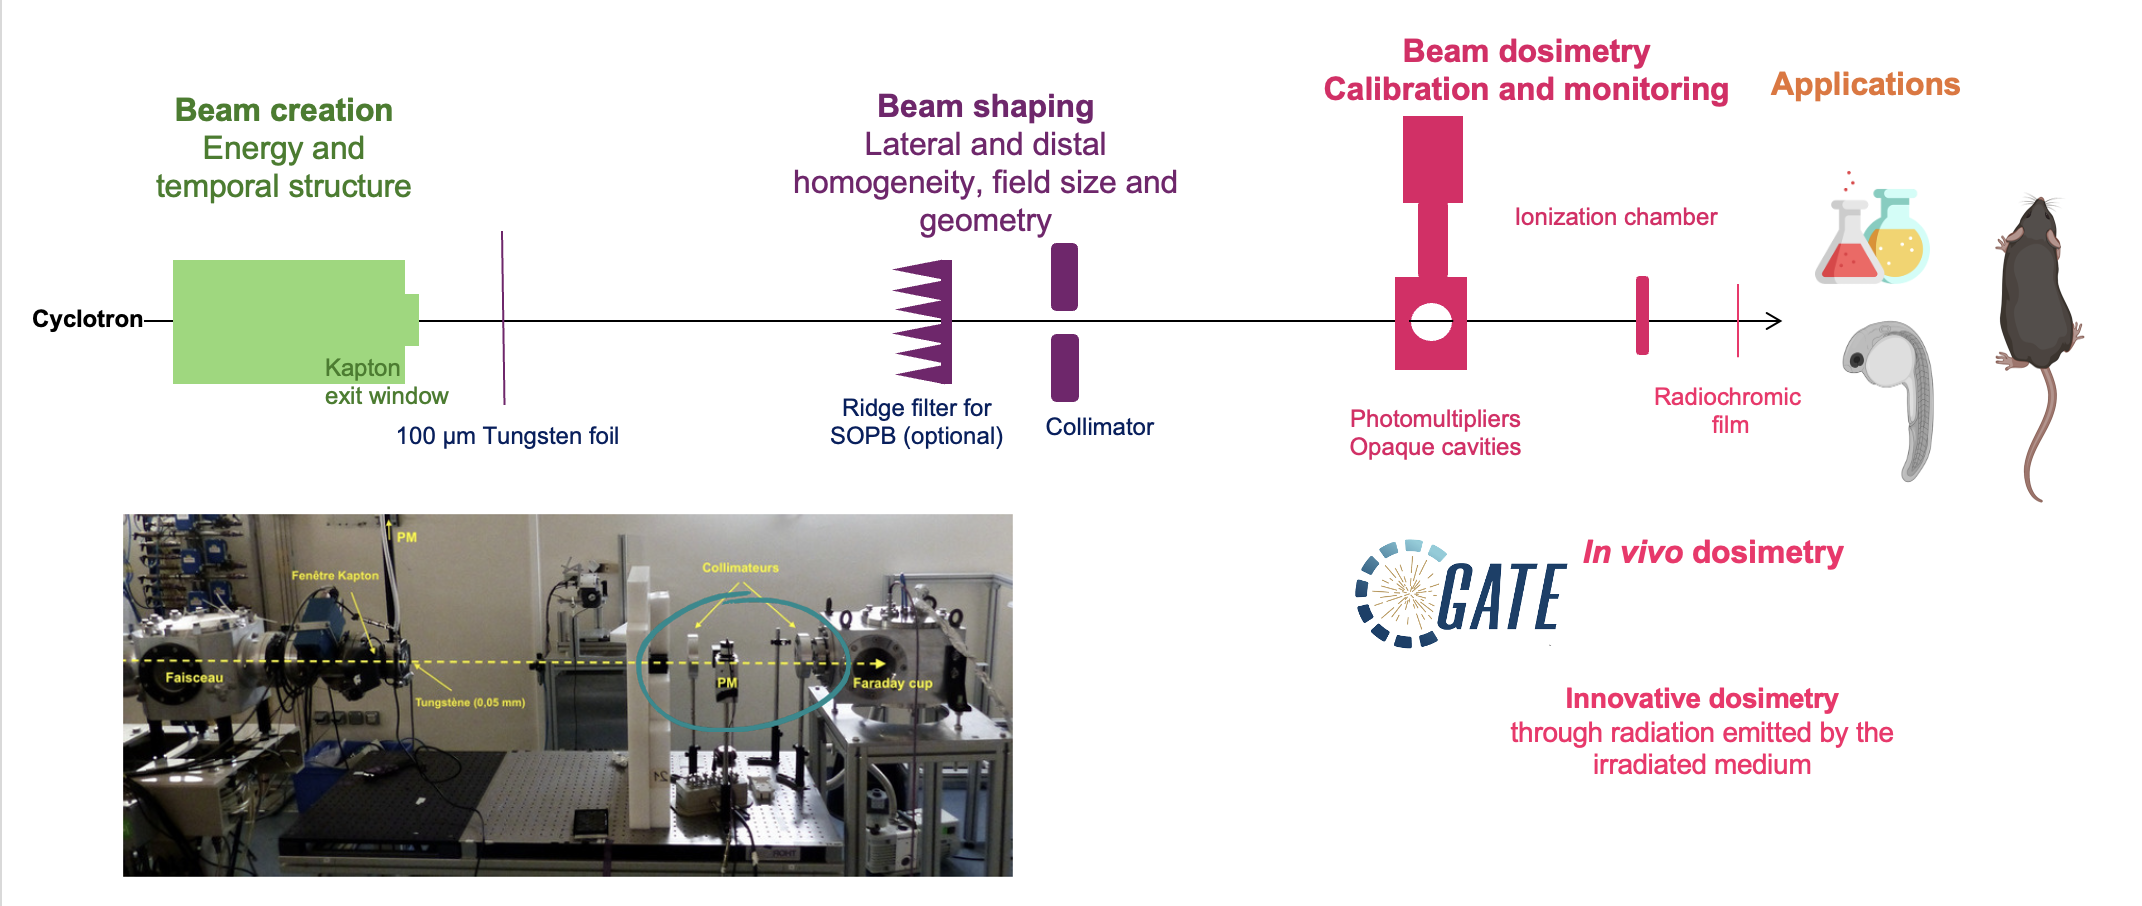 Beam creation
Energy and
temporal structure
Beam shaping
Lateral and distal
homogeneity, field size and
geometry
Beam dosimetry
Calibration and monitoring
Applications
Ionization chamber
Cyclotron
Kapton
exit window
100 µm Tungsten foil
Ridge filter for
SOPB (optional)
Collimator
Photomultipliers
Opaque cavities
Radiochromic
film
PM
Fenêtre Kapton
Collimateurs
Faisceau
Tungstène (0,05 mm)
PM
Faraday cup
GATE
In vivo dosimetry
Innovative dosimetry
through radiation emitted by the
irradiated medium